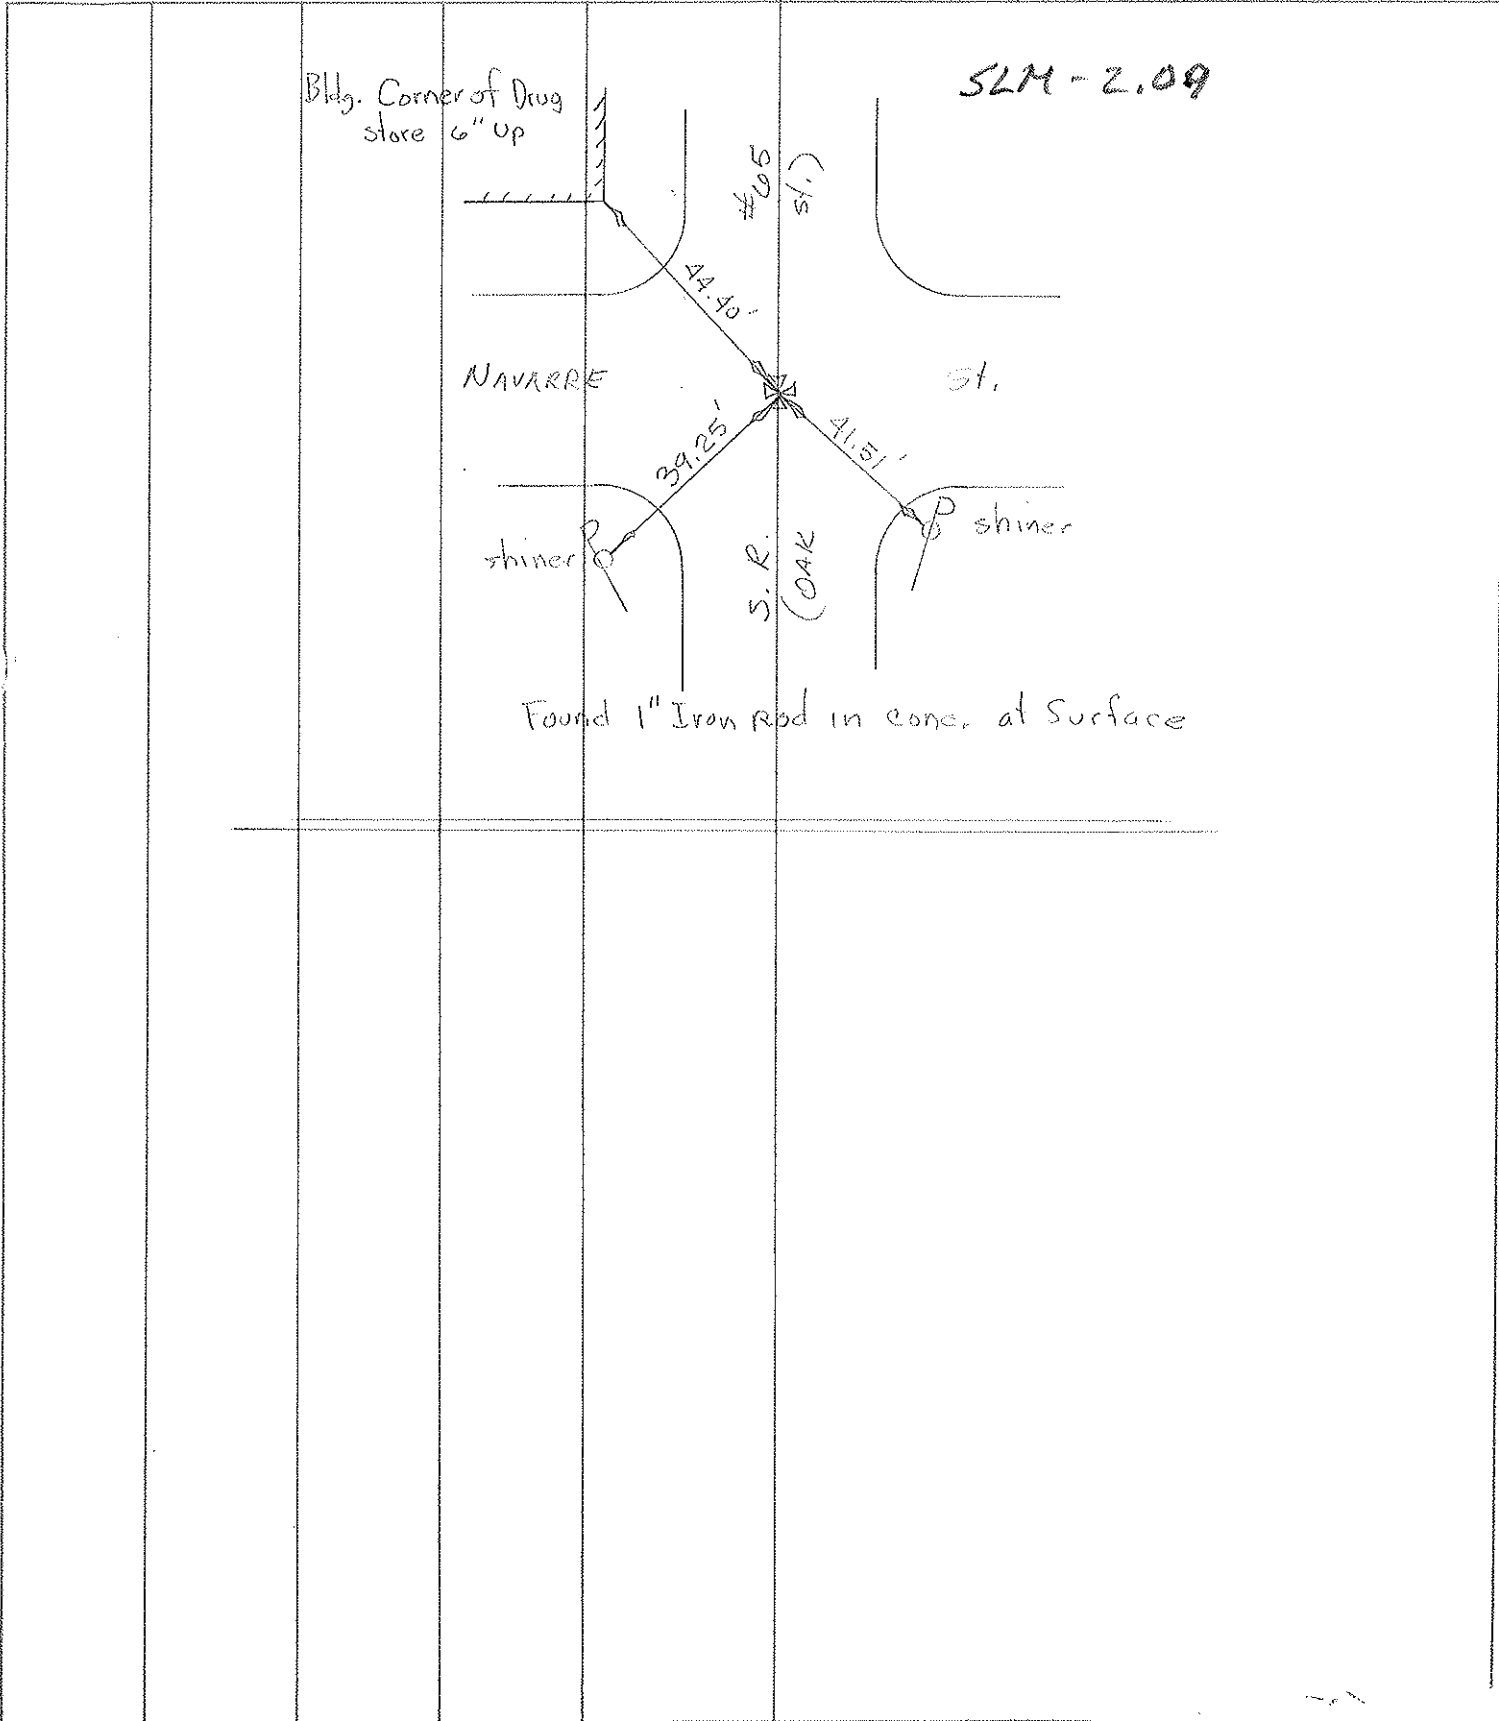 SLM - 2.09
Bldg. Corner of Drug
store 6" up
S. R. #65
(OAK st.)
44.40'
NAVARRE St.
39.25'
41.51'
P
shiner
P
shiner
Found 1" Iron Rod in conc. at Surface